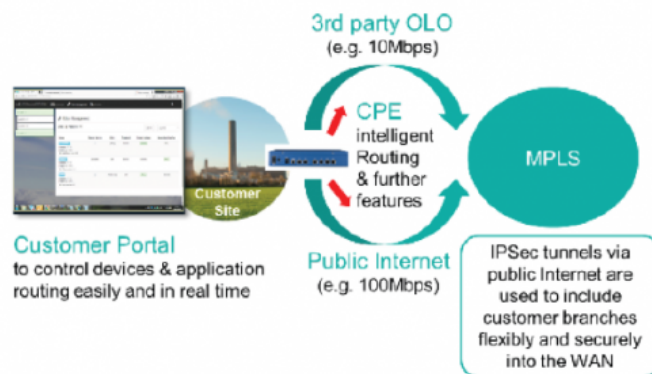 3rd party OLO
(e.g. 10Mbps)
CPE
intelligent
Routing
& further
features
MPLS
Customer
Site
Customer Portal
to control devices & application
routing easily and in real time
Public Internet
(e.g. 100Mbps)
IPSec tunnels via
public Internet are
used to include
customer branches
flexibly and securely
into the WAN